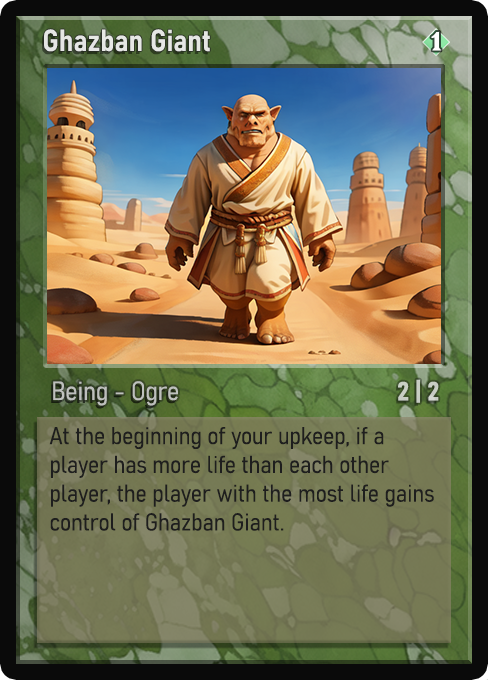 Ghazban Giant 1
Being - Ogre 2|2
At the beginning of your upkeep, if a
player has more life than each other
player, the player with the most life gains
control of Ghazban Giant.